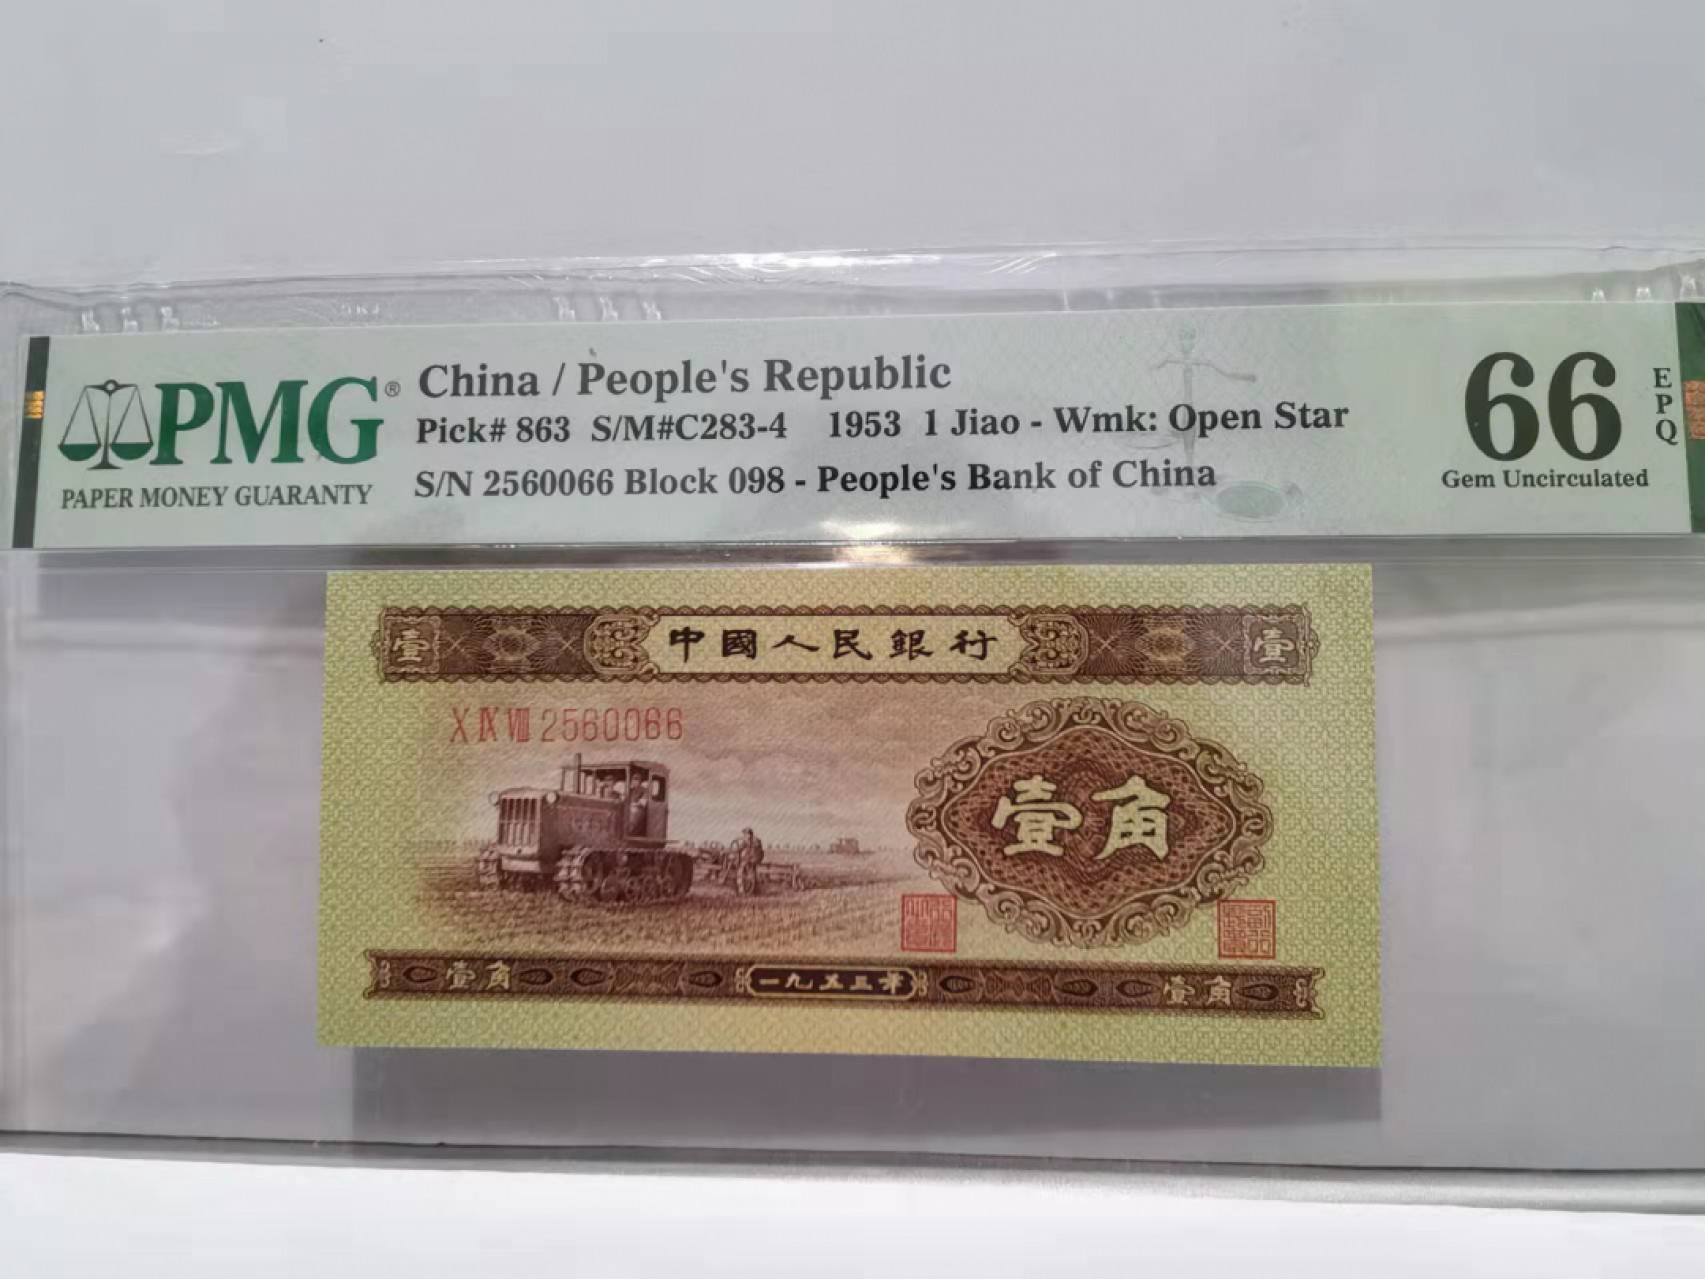 PMG®
PAPER MONEY GUARANTY
China / People's Republic
Pick# 863 S/M#C283-4 1953 1 Jiao - Wmk: Open Star
S/N 2560066 Block 098 - People's Bank of China
66
EPQ
Gem Uncirculated
壹 中國人民銀行 壹
X IX VIII 2560066
壹角
壹角 一九五三年 壹角